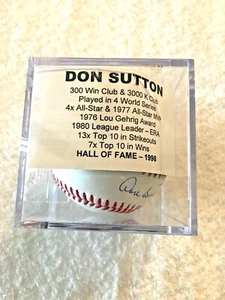 DON SUTTON
300 Win Club & 3000 K Club
Played in 4 World Series
4x All-Star & 1977 All-Star MVP
1976 Lou Gehrig Award
1980 League Leader - ERA
13x Top 10 in Strikeouts
7x Top 10 in Wins
HALL OF FAME – 1998
Don